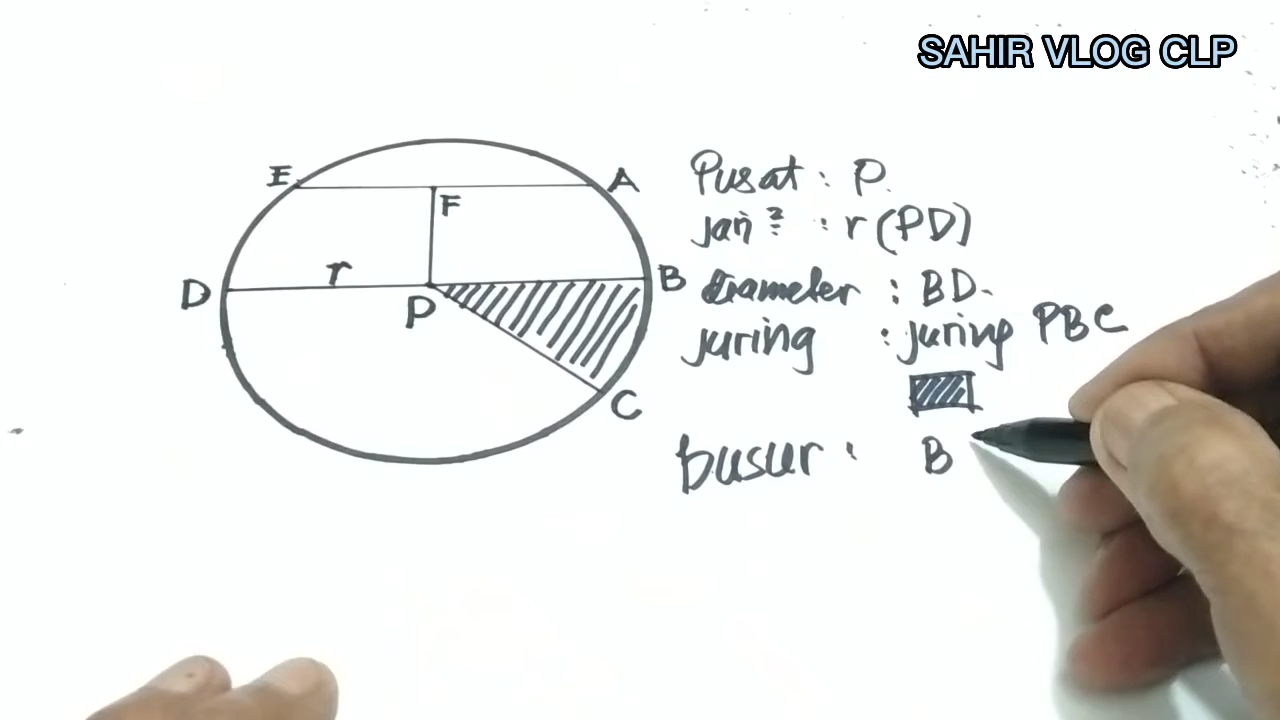 SAHIR VLOG CLP
E
A
F
r
D
P
B
C
Pusat : P.
jari² : r (PD)
diameter : BD.
juring : juring PBC
busur : B